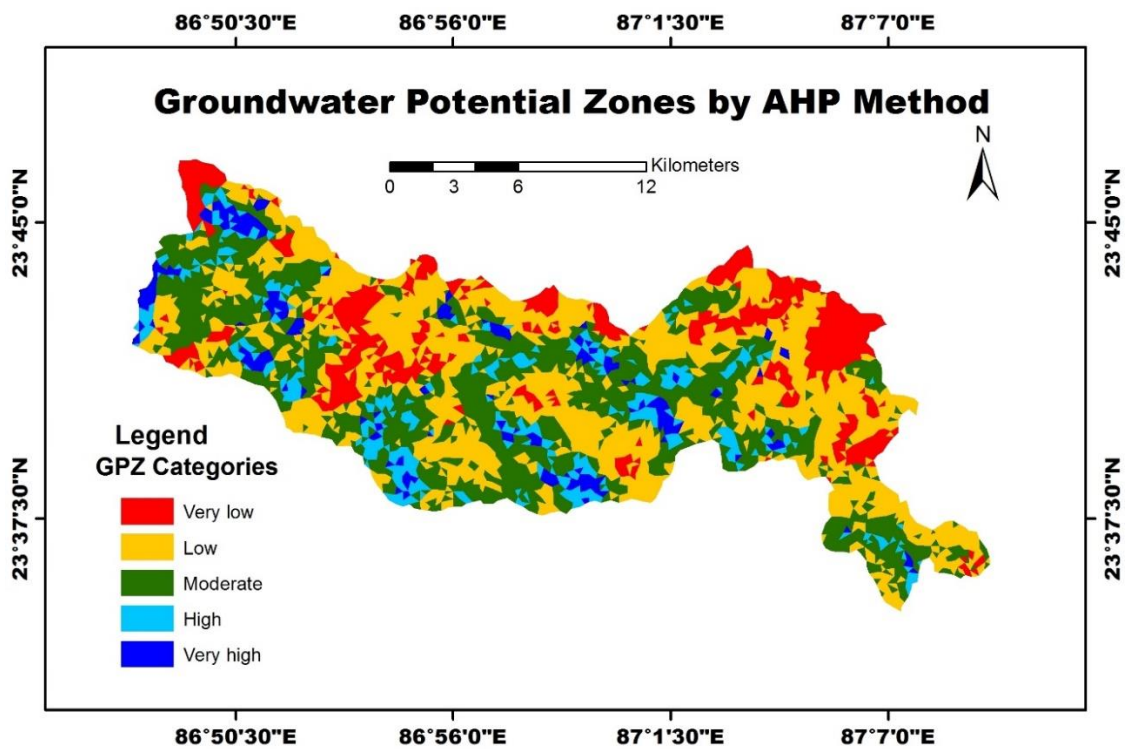 86°50'30"E 86°56'0"E 87°1'30"E 87°7'0"E
Groundwater Potential Zones by AHP Method
N
Kilometers
0 3 6 12
23°45'0"N 23°45'0"N
Legend
GPZ Categories
Very low
Low
Moderate
High
Very high
23°37'30"N 23°37'30"N
86°50'30"E 86°56'0"E 87°1'30"E 87°7'0"E